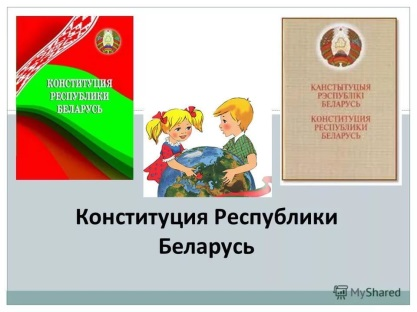 КОНСТИТУЦИЯ
РЕСПУБЛИКИ
БЕЛАРУСЬ
КАНСТЫТУЦЫЯ
РЭСПУБЛІКІ
БЕЛАРУСЬ
КОНСТИТУЦИЯ
РЕСПУБЛИКИ
БЕЛАРУСЬ
Конституция Республики
Беларусь
MyShared